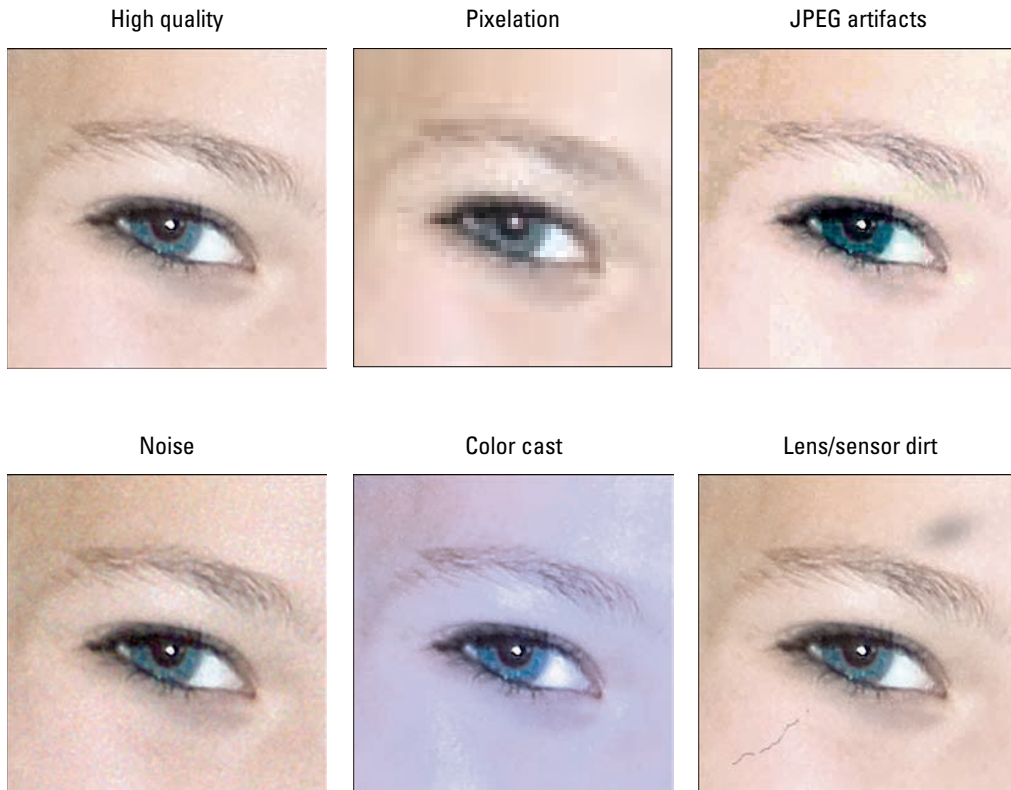 High quality
Pixelation
JPEG artifacts
Noise
Color cast
Lens/sensor dirt